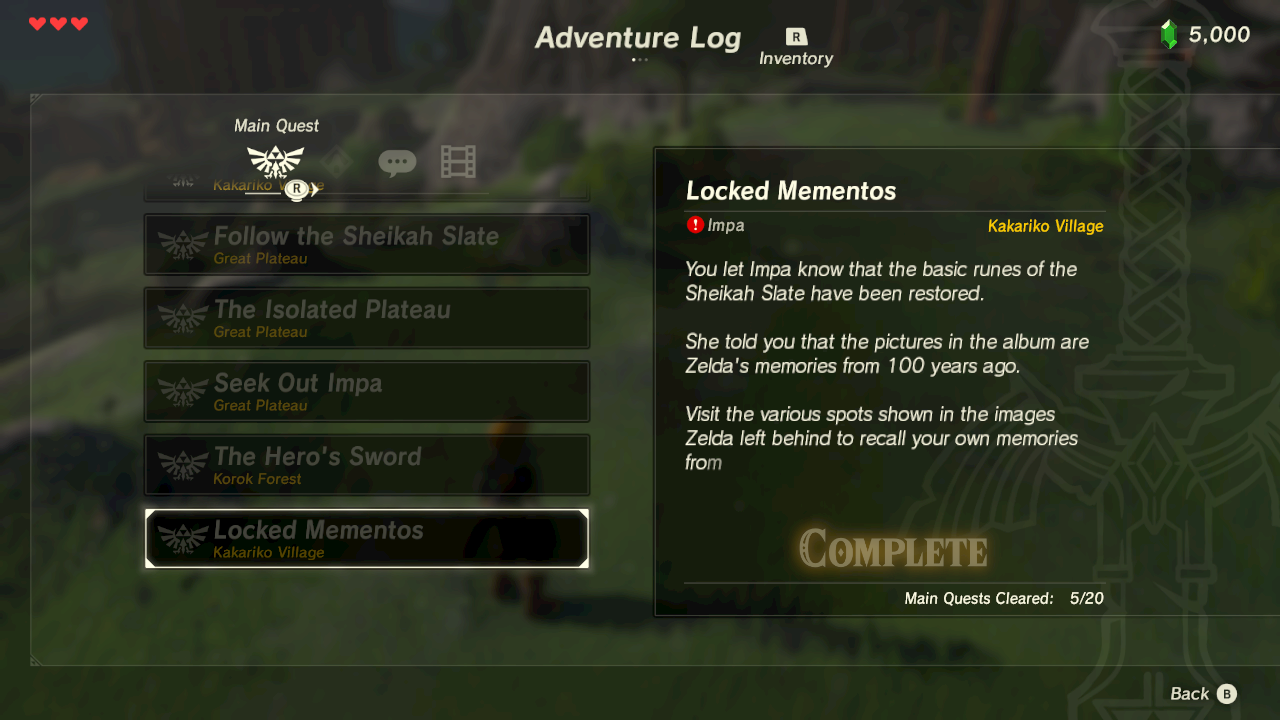 Adventure Log
R
Inventory
5,000
Main Quest
R
Kakariko Village
Follow the Sheikah Slate
Great Plateau
The Isolated Plateau
Great Plateau
Seek Out Impa
Great Plateau
The Hero's Sword
Korok Forest
Locked Mementos
Kakariko Village
Locked Mementos
! Impa
Kakariko Village
You let Impa know that the basic runes of the
Sheikah Slate have been restored.
She told you that the pictures in the album are
Zelda's memories from 100 years ago.
Visit the various spots shown in the images
Zelda left behind to recall your own memories
from
COMPLETE
Main Quests Cleared: 5/20
Back B